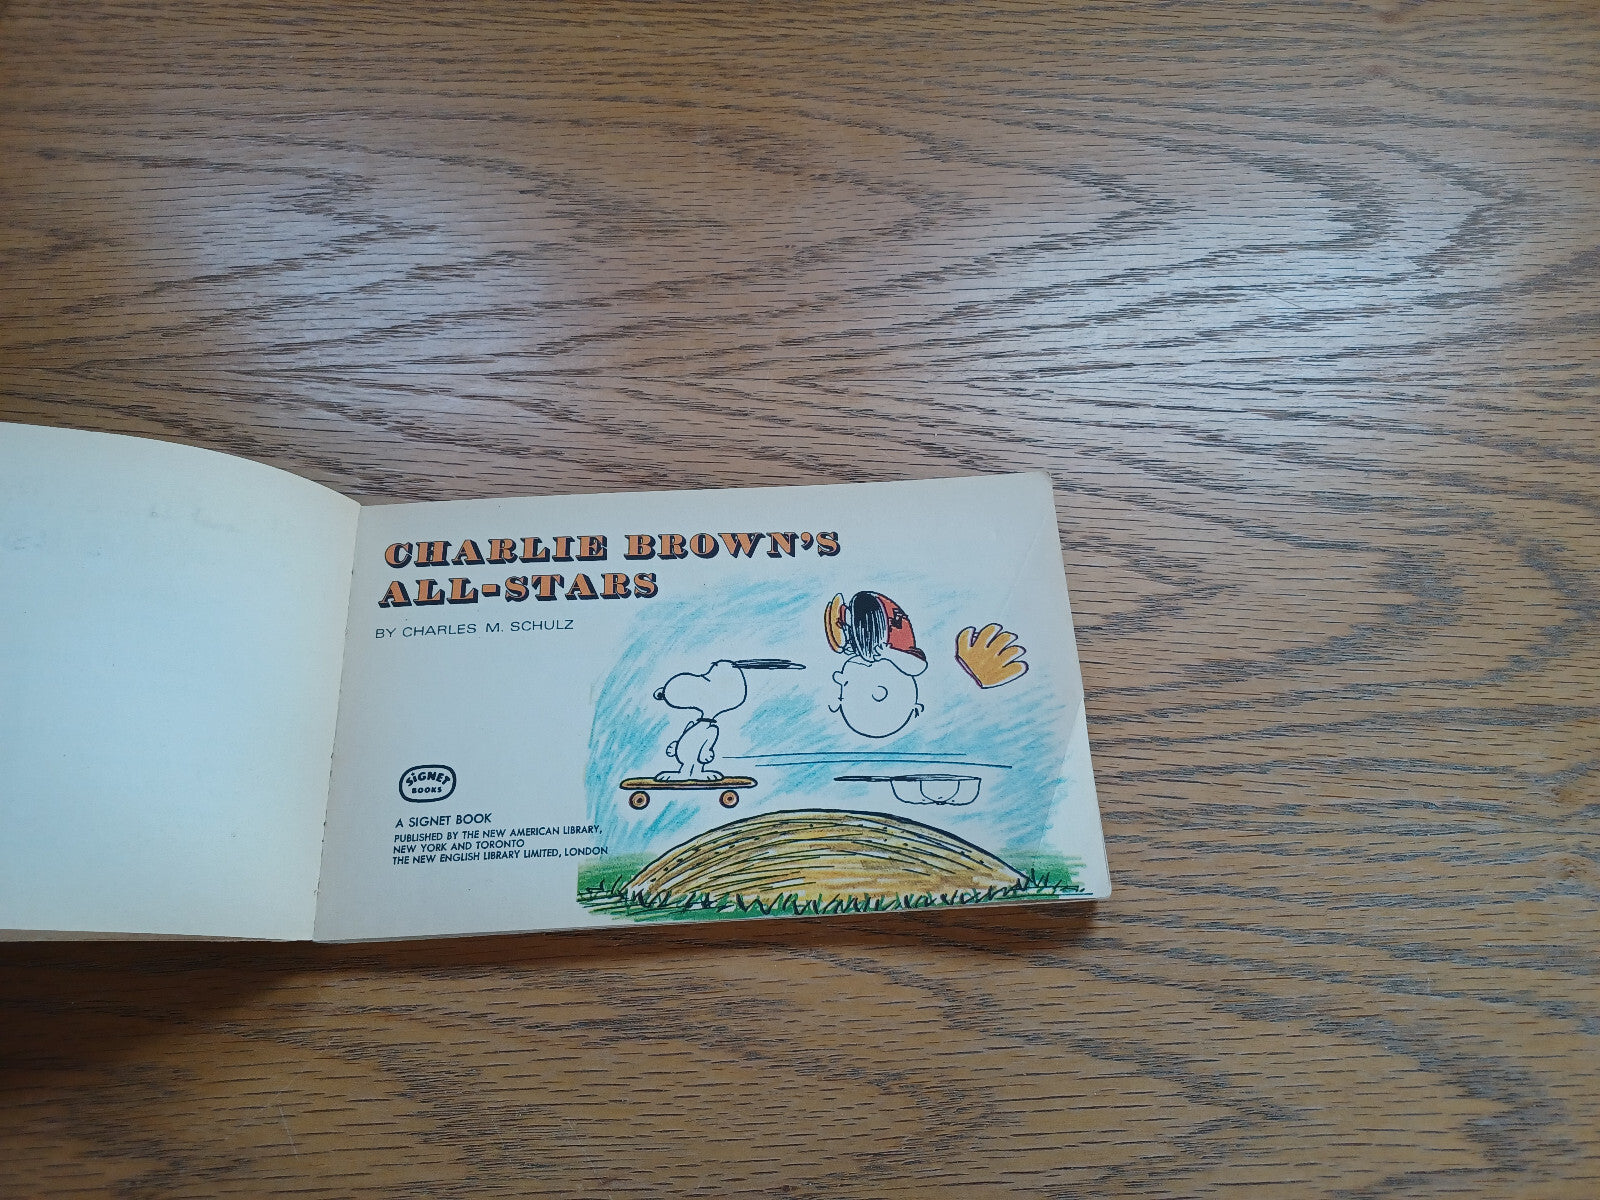 CHARLIE BROWN'S
ALL-STARS
BY CHARLES M. SCHULZ
SIGNET
BOOKS
A SIGNET BOOK
PUBLISHED BY THE NEW AMERICAN LIBRARY,
NEW YORK AND TORONTO
THE NEW ENGLISH LIBRARY LIMITED, LONDON